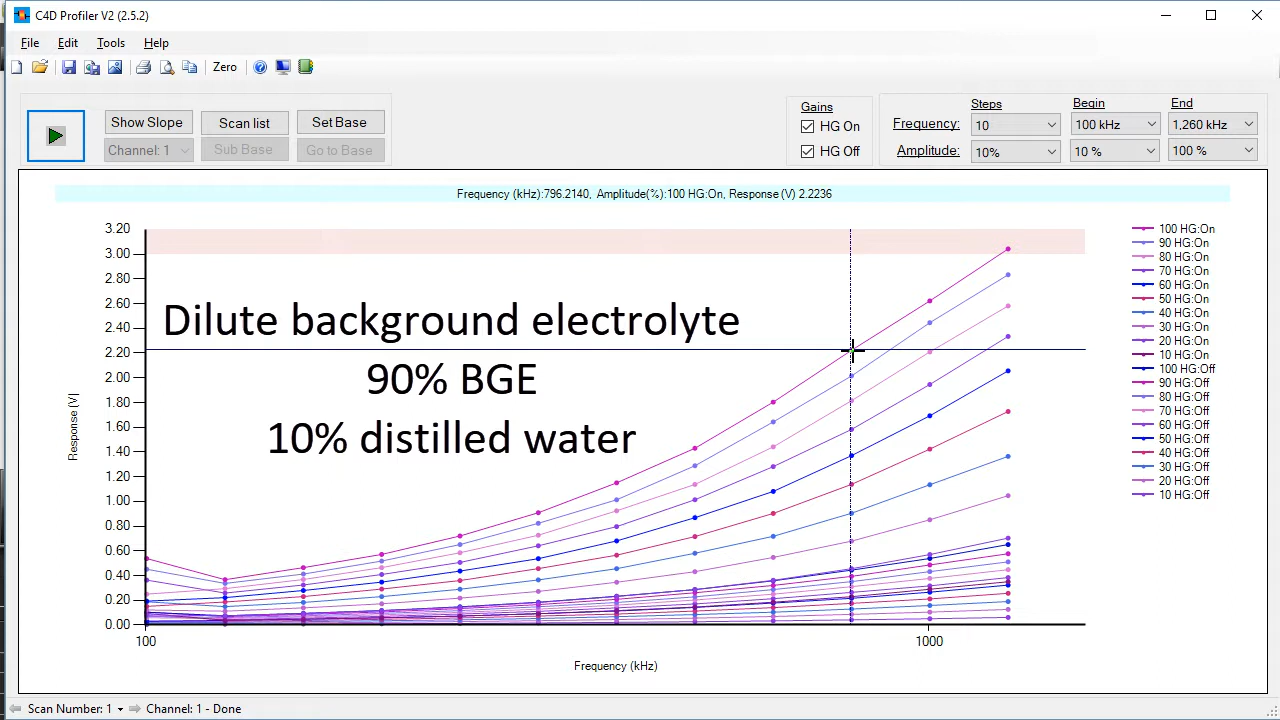 C4D Profiler V2 (2.5.2)
File Edit Tools Help
Zero
Show Slope Scan list Set Base
Channel: 1 Sub Base Go to Base
Gains
HG On
HG Off
Steps Begin End
Frequency: 10 100 kHz 1,260 kHz
Amplitude: 10% 10 % 100 %
Frequency (kHz):796.2140, Amplitude(%):100 HG:On, Response (V) 2.2236
3.20
3.00
2.80
2.60
2.40
2.20
2.00
1.80
1.60
1.40
1.20
1.00
0.80
0.60
0.40
0.20
0.00
Response (V)
100 1000
Frequency (kHz)
Dilute background electrolyte
90% BGE
10% distilled water
100 HG:On
90 HG:On
80 HG:On
70 HG:On
60 HG:On
50 HG:On
40 HG:On
30 HG:On
20 HG:On
10 HG:On
100 HG:Off
90 HG:Off
80 HG:Off
70 HG:Off
60 HG:Off
50 HG:Off
40 HG:Off
30 HG:Off
20 HG:Off
10 HG:Off
Scan Number: 1 Channel: 1 - Done